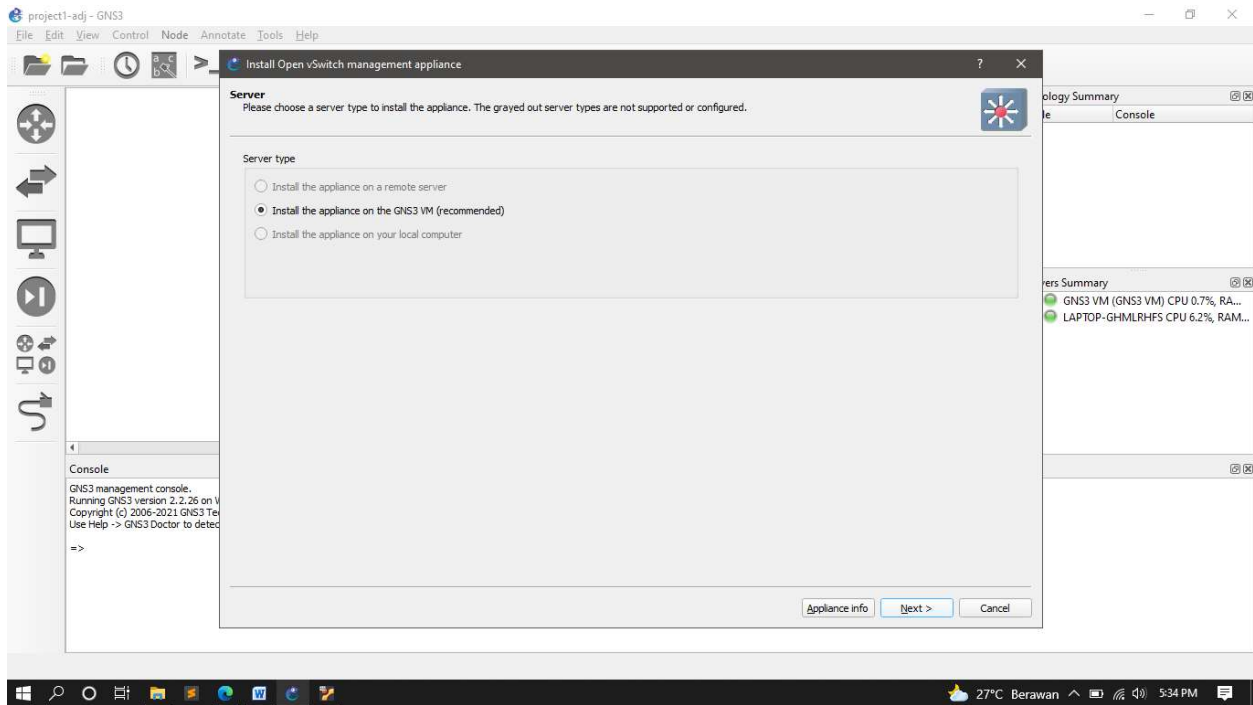 project1-adj - GNS3
File Edit View Control Node Annotate Tools Help
Install Open vSwitch management appliance
Server
Please choose a server type to install the appliance. The grayed out server types are not supported or configured.
Server type
Install the appliance on a remote server
Install the appliance on the GNS3 VM (recommended)
Install the appliance on your local computer
Appliance info Next > Cancel
ology Summary
le Console
ers Summary
GNS3 VM (GNS3 VM) CPU 0.7%, RA...
LAPTOP-GHMLRHFS CPU 6.2%, RAM...
Console
GNS3 management console.
Running GNS3 version 2.2.26 on W
Copyright (c) 2006-2021 GNS3 Te
Use Help -> GNS3 Doctor to detec
=>
27°C Berawan 5:34 PM